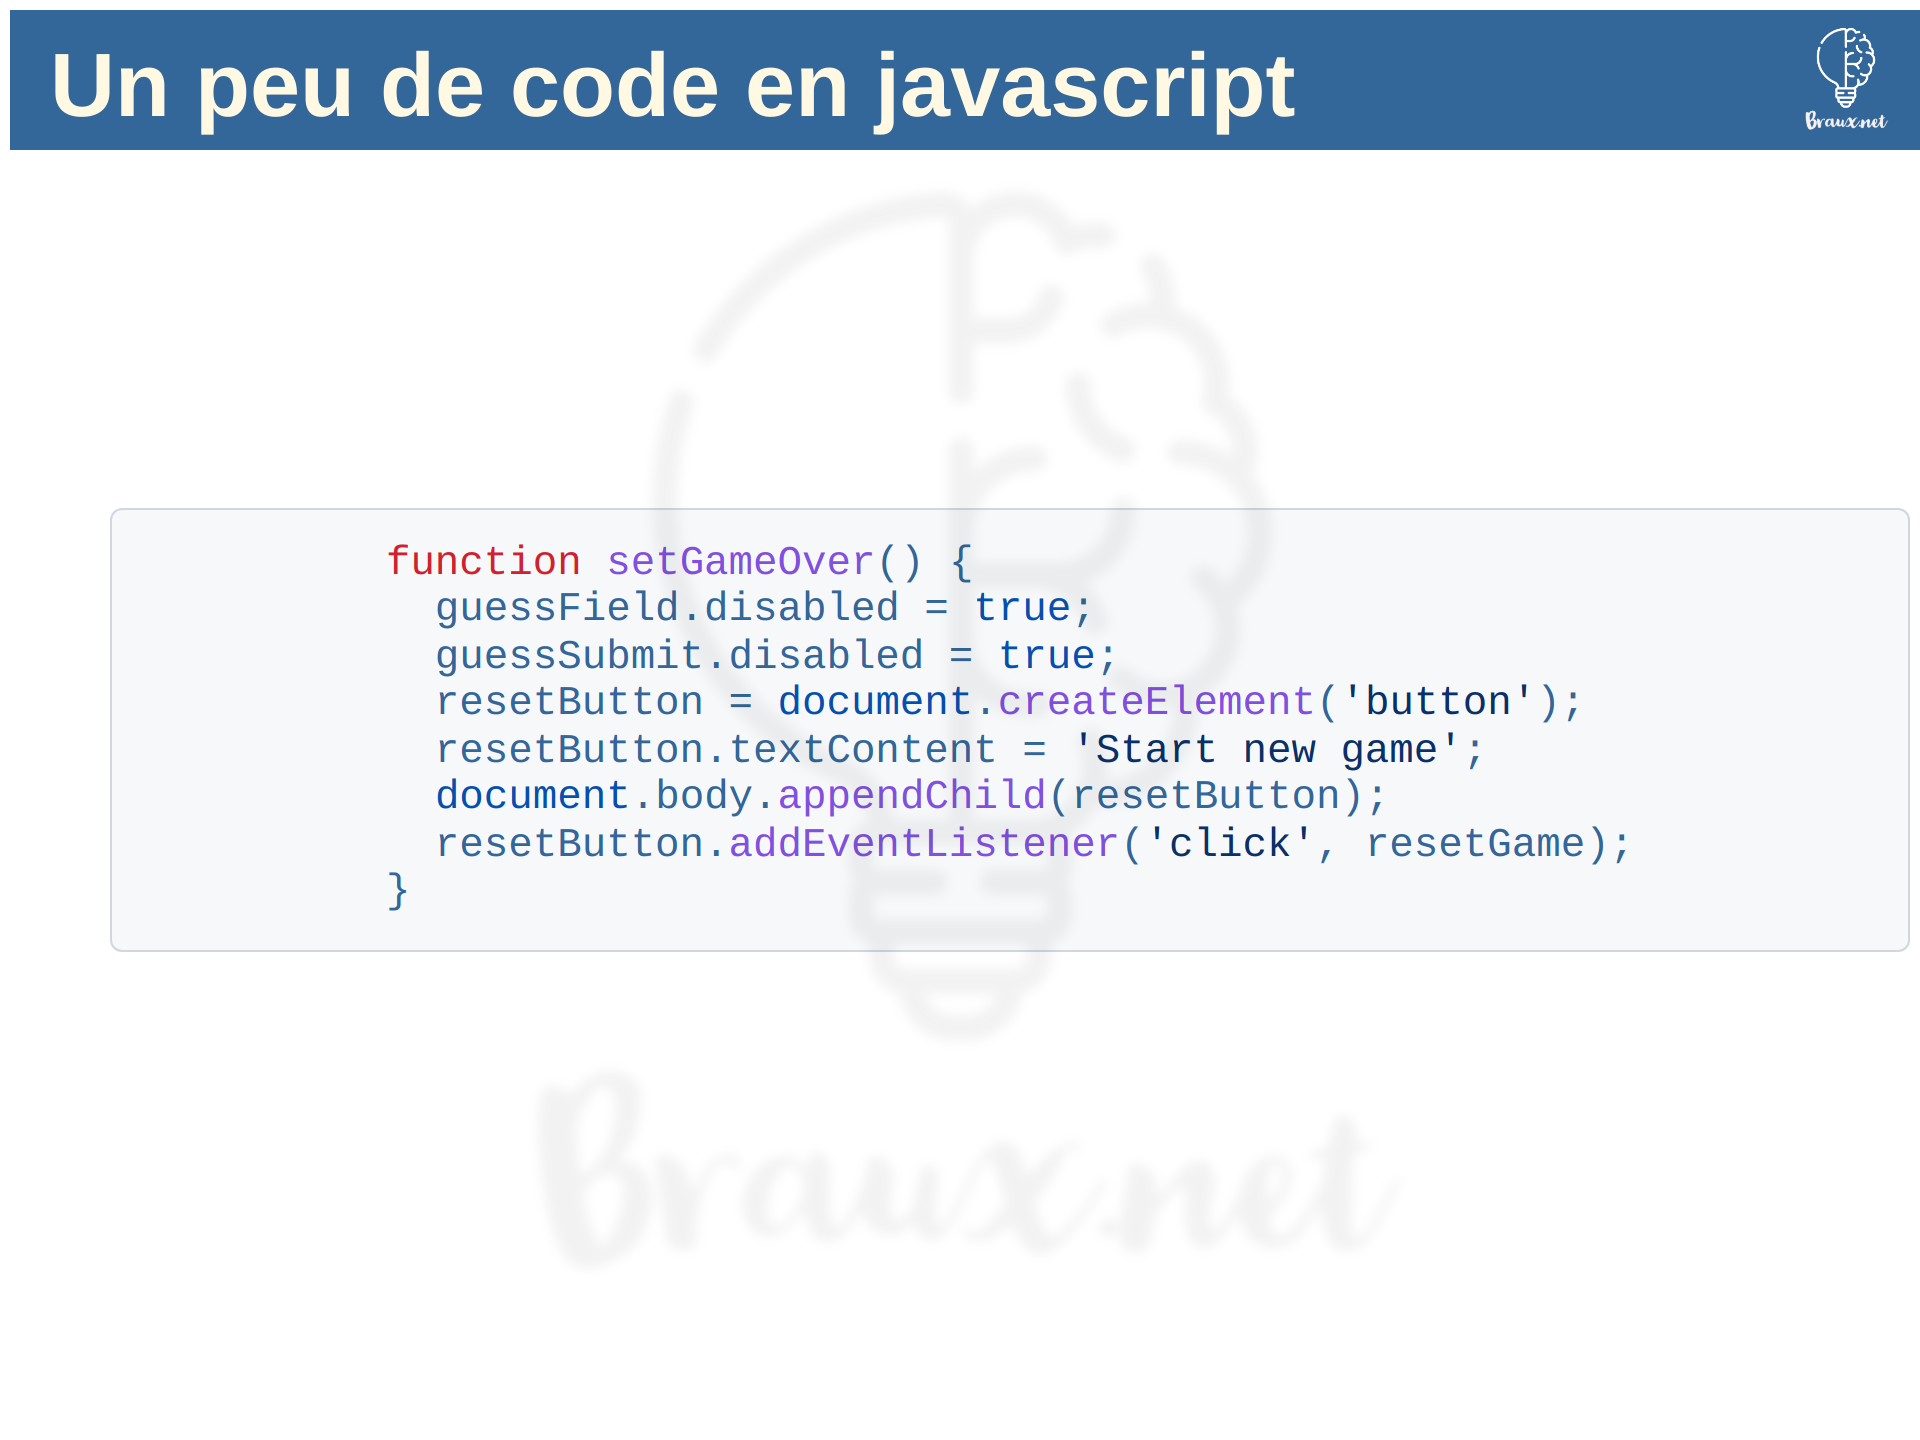 Un peu de code en javascript
Braux.net
function setGameOver() {
  guessField.disabled = true;
  guessSubmit.disabled = true;
  resetButton = document.createElement('button');
  resetButton.textContent = 'Start new game';
  document.body.appendChild(resetButton);
  resetButton.addEventListener('click', resetGame);
}
Braux.net